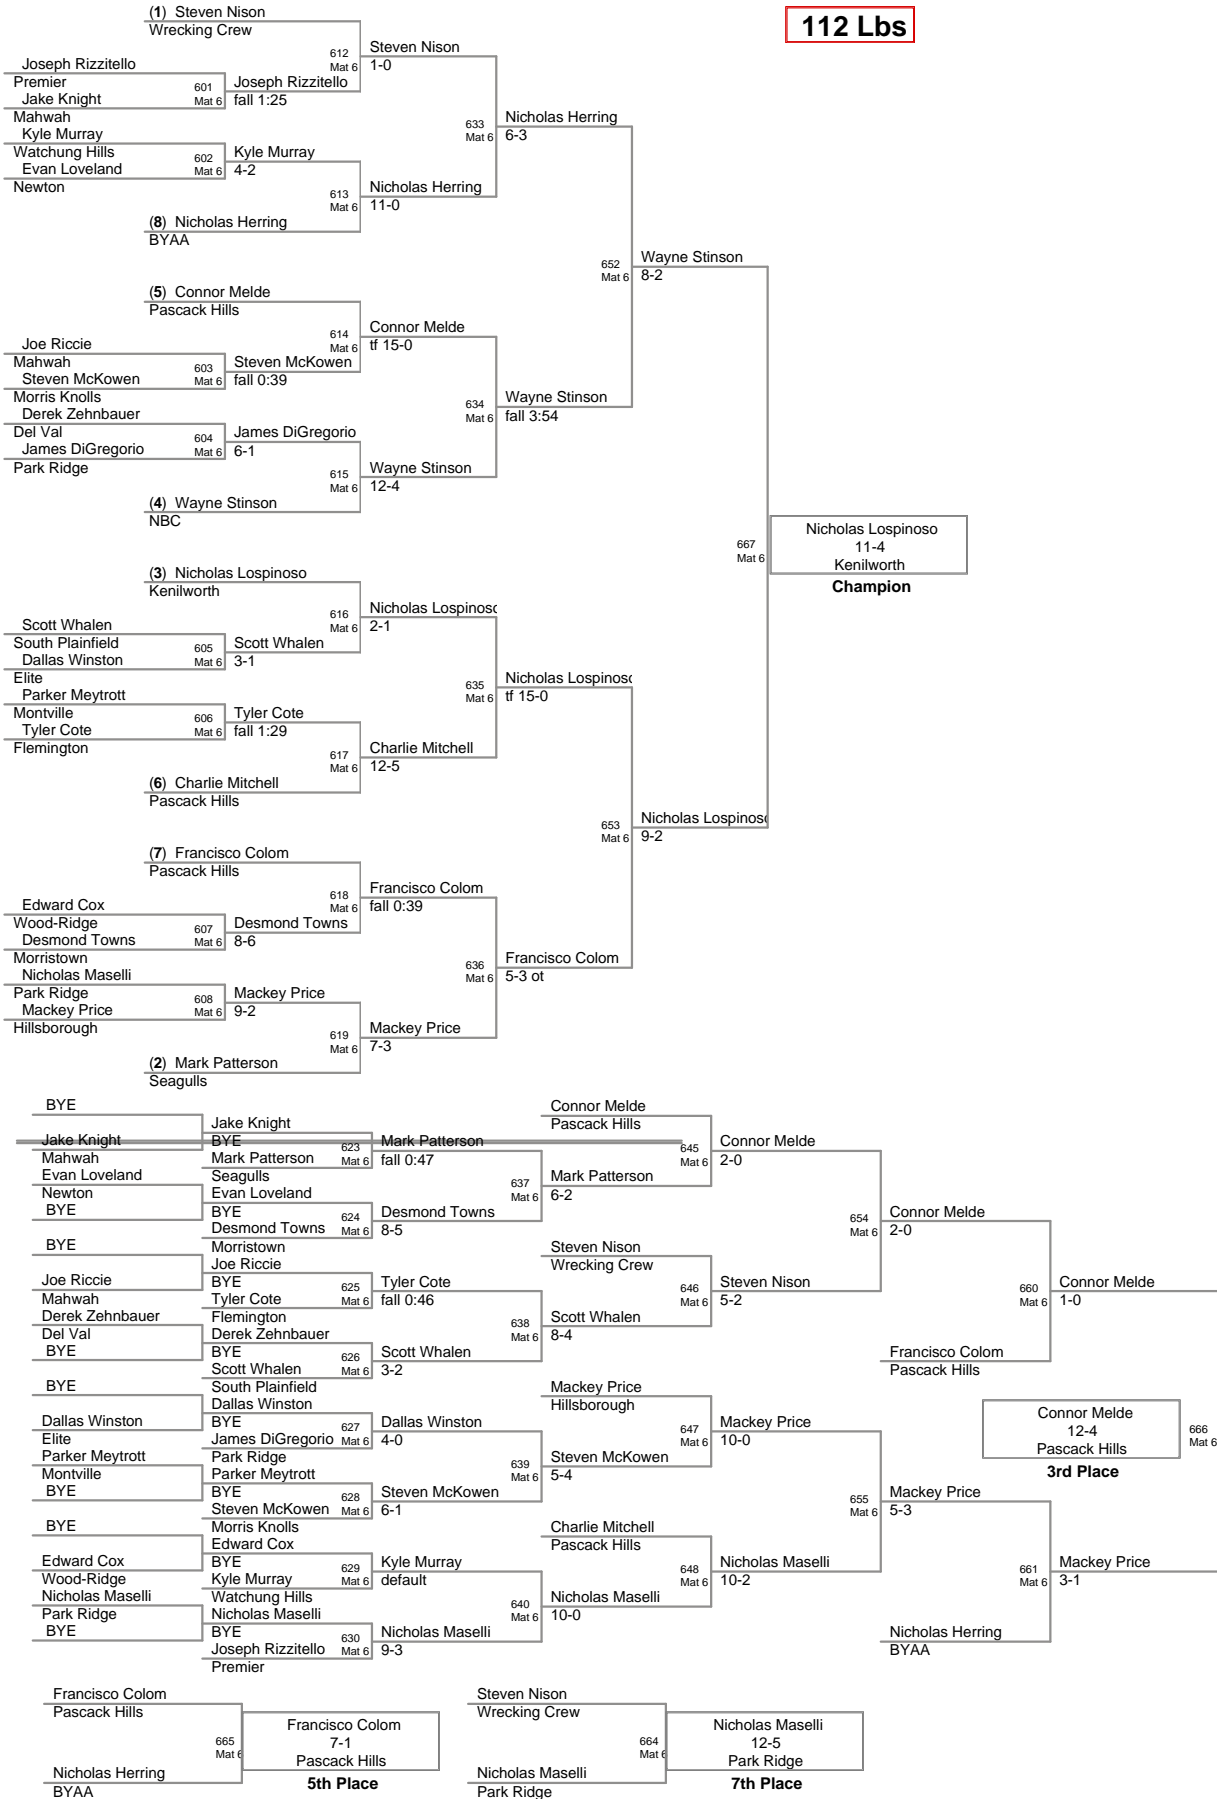 112 Lbs
(1) Steven Nison
Wrecking Crew
612
Mat 6
Steven Nison
1-0
Joseph Rizzitello
Premier
601
Mat 6
Joseph Rizzitello
fall 1:25
Jake Knight
Mahwah
633
Mat 6
Nicholas Herring
6-3
Kyle Murray
Watchung Hills
602
Mat 6
Kyle Murray
4-2
Evan Loveland
Newton
613
Mat 6
Nicholas Herring
11-0
(8) Nicholas Herring
BYAA
652
Mat 6
Wayne Stinson
8-2
(5) Connor Melde
Pascack Hills
614
Mat 6
Connor Melde
tf 15-0
Joe Riccie
Mahwah
603
Mat 6
Steven McKowen
fall 0:39
Steven McKowen
Morris Knolls
634
Mat 6
Wayne Stinson
fall 3:54
Derek Zehnbauer
Del Val
604
Mat 6
James DiGregorio
6-1
James DiGregorio
Park Ridge
615
Mat 6
Wayne Stinson
12-4
(4) Wayne Stinson
NBC
667
Mat 6
Nicholas Lospinoso
11-4
Kenilworth
Champion
(3) Nicholas Lospinoso
Kenilworth
616
Mat 6
Nicholas Lospinoso
2-1
Scott Whalen
South Plainfield
605
Mat 6
Scott Whalen
3-1
Dallas Winston
Elite
635
Mat 6
Nicholas Lospinoso
tf 15-0
Parker Meytrott
Montville
606
Mat 6
Tyler Cote
fall 1:29
Tyler Cote
Flemington
617
Mat 6
Charlie Mitchell
12-5
(6) Charlie Mitchell
Pascack Hills
653
Mat 6
Nicholas Lospinoso
9-2
(7) Francisco Colom
Pascack Hills
618
Mat 6
Francisco Colom
fall 0:39
Edward Cox
Wood-Ridge
607
Mat 6
Desmond Towns
8-6
Desmond Towns
Morristown
636
Mat 6
Francisco Colom
5-3 ot
Nicholas Maselli
Park Ridge
608
Mat 6
Mackey Price
9-2
Mackey Price
Hillsborough
619
Mat 6
Mackey Price
7-3
(2) Mark Patterson
Seagulls
BYE
Jake Knight
Mahwah
Jake Knight
BYE
Mark Patterson
Seagulls
623
Mat 6
Mark Patterson
fall 0:47
Connor Melde
Pascack Hills
645
Mat 6
Connor Melde
2-0
Evan Loveland
Newton
BYE
Evan Loveland
BYE
Desmond Towns
Morristown
624
Mat 6
Desmond Towns
8-5
637
Mat 6
Mark Patterson
6-2
654
Mat 6
Connor Melde
2-0
BYE
Joe Riccie
Mahwah
Joe Riccie
BYE
Tyler Cote
Flemington
625
Mat 6
Tyler Cote
fall 0:46
Steven Nison
Wrecking Crew
646
Mat 6
Steven Nison
5-2
660
Mat 6
Connor Melde
1-0
Derek Zehnbauer
Del Val
BYE
Derek Zehnbauer
BYE
Scott Whalen
South Plainfield
626
Mat 6
Scott Whalen
3-2
638
Mat 6
Scott Whalen
8-4
Francisco Colom
Pascack Hills
BYE
Dallas Winston
Elite
Dallas Winston
BYE
James DiGregorio
Park Ridge
627
Mat 6
Dallas Winston
4-0
Mackey Price
Hillsborough
647
Mat 6
Mackey Price
10-0
Connor Melde
12-4
Pascack Hills
3rd Place
666
Mat 6
Parker Meytrott
Montville
BYE
Parker Meytrott
BYE
Steven McKowen
Morris Knolls
628
Mat 6
Steven McKowen
6-1
639
Mat 6
Steven McKowen
5-4
655
Mat 6
Mackey Price
5-3
BYE
Edward Cox
Wood-Ridge
Edward Cox
BYE
Kyle Murray
Watchung Hills
629
Mat 6
Kyle Murray
default
Charlie Mitchell
Pascack Hills
648
Mat 6
Nicholas Maselli
10-2
661
Mat 6
Mackey Price
3-1
Nicholas Maselli
Park Ridge
BYE
Nicholas Maselli
BYE
Joseph Rizzitello
Premier
630
Mat 6
Nicholas Maselli
9-3
640
Mat 6
Nicholas Maselli
10-0
Nicholas Herring
BYAA
Francisco Colom
Pascack Hills
665
Mat 6
Francisco Colom
7-1
Pascack Hills
5th Place
Nicholas Herring
BYAA
Steven Nison
Wrecking Crew
664
Mat 6
Nicholas Maselli
12-5
Park Ridge
7th Place
Nicholas Maselli
Park Ridge